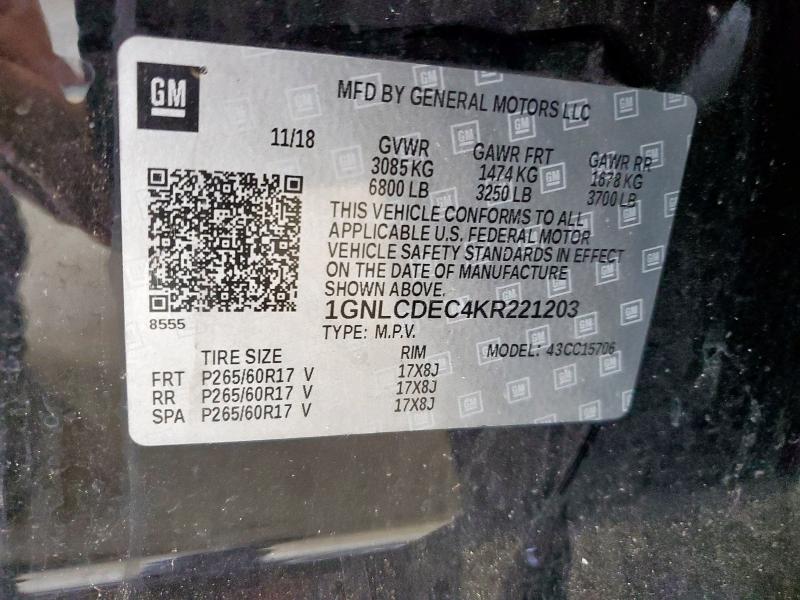 GM
MFD BY GENERAL MOTORS LLC
11/18
GVWR GAWR FRT GAWR RR
3085 KG 1474 KG 1678 KG
6800 LB 3250 LB 3700 LB
THIS VEHICLE CONFORMS TO ALL
APPLICABLE U.S. FEDERAL MOTOR
VEHICLE SAFETY STANDARDS IN EFFECT
ON THE DATE OF MANUFACTURE
SHOWN ABOVE.
8555
1GNLCDEC4KR221203
TYPE: M.P.V. MODEL: 43CC15706
TIRE SIZE RIM
FRT P265/60R17 V 17X8J
RR P265/60R17 V 17X8J
SPA P265/60R17 V 17X8J